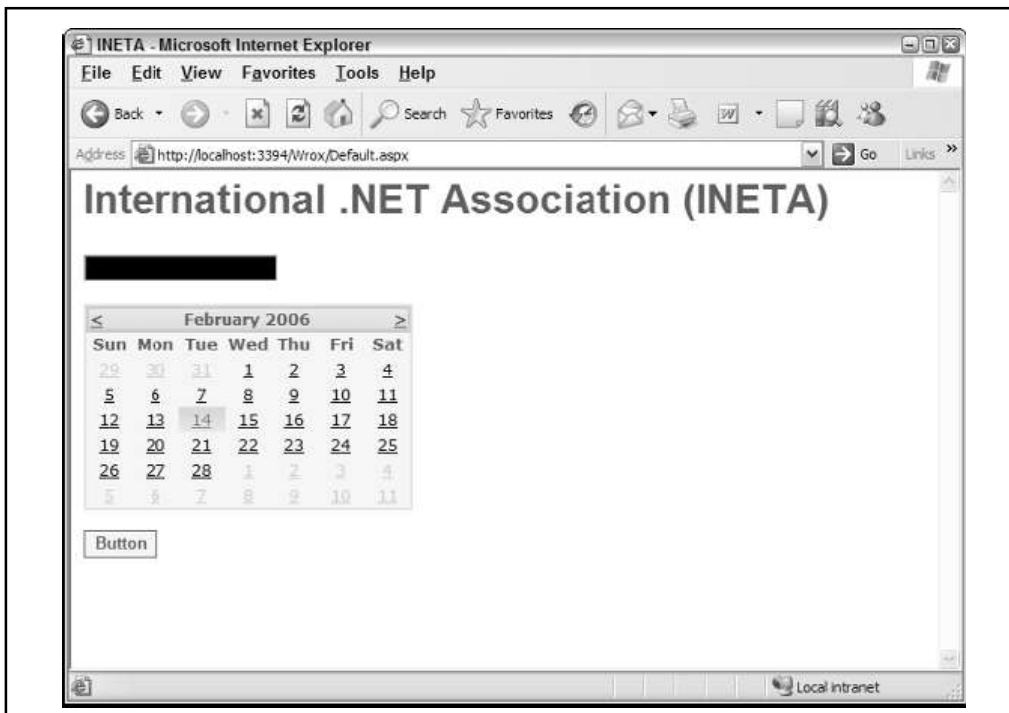 INETA - Microsoft Internet Explorer
File Edit View Favorites Tools Help
Back Search Favorites
Address http://localhost:3394/Wrox/Default.aspx Go Links »
International .NET Association (INETA)
< February 2006 >
Sun Mon Tue Wed Thu Fri Sat
29 30 31 1 2 3 4
5 6 7 8 9 10 11
12 13 14 15 16 17 18
19 20 21 22 23 24 25
26 27 28 1 2 3 4
5 6 7 8 9 10 11
Button
Local intranet